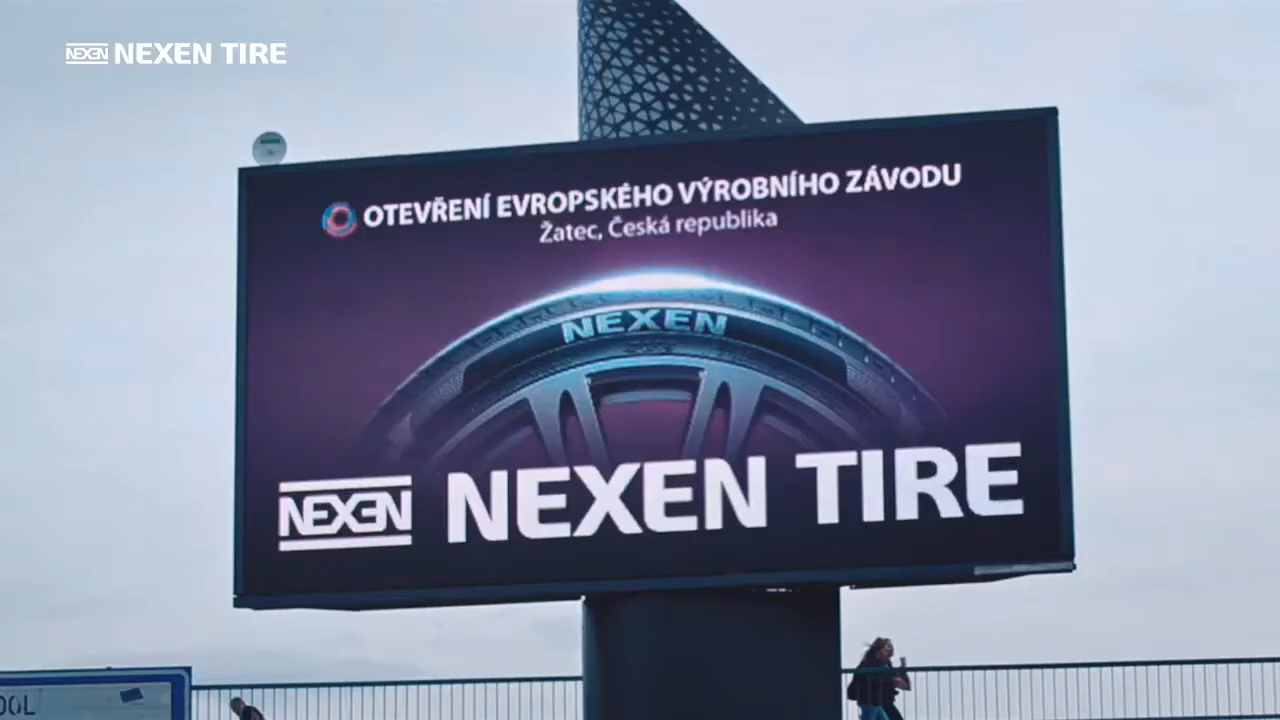 NEXEN NEXEN TIRE
OTEVŘENÍ EVROPSKÉHO VÝROBNÍHO ZÁVODU
Žatec, Česká republika
NEXEN
NEXEN NEXEN TIRE